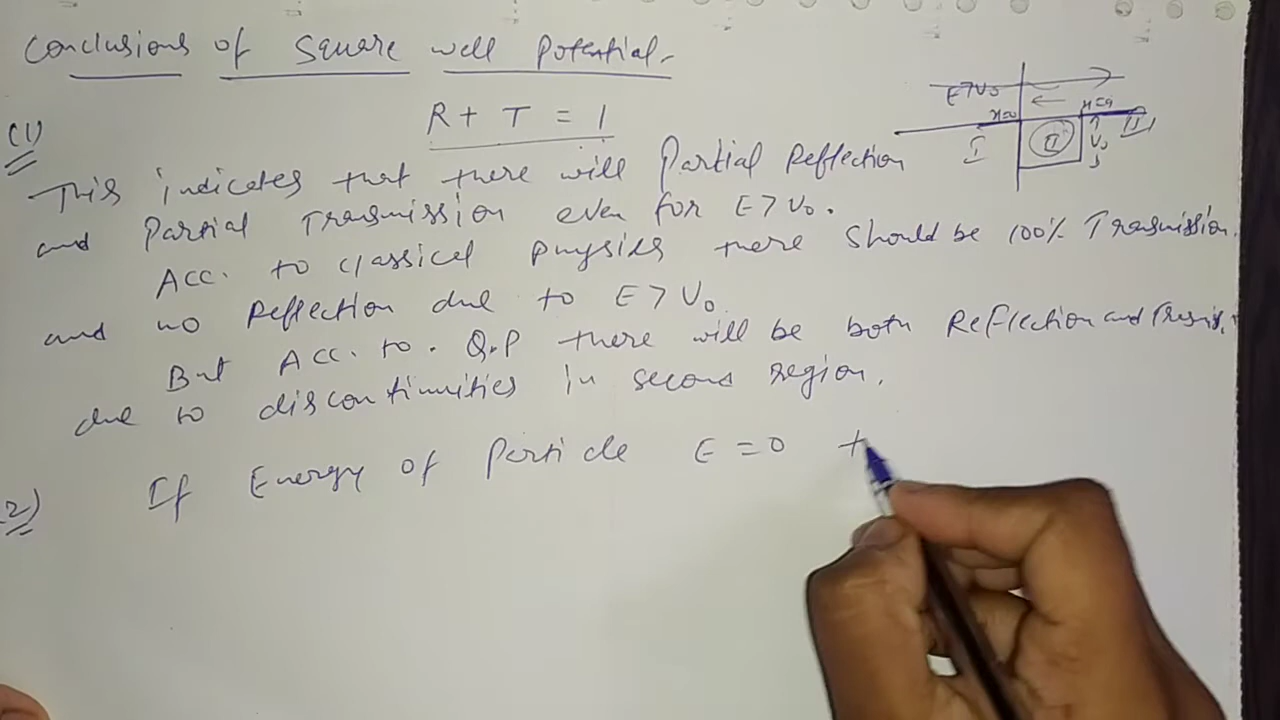 Conclusions of Square well Potential.
E>V₀
x=0
x=a
I
II
V₀
III
(1)
R + T = 1
This indicates that there will Partial Reflection
and Partial Transmission even for E > V₀.
Acc. to classical physics there should be 100% Transmission.
and no Reflection due to E > V₀
But Acc. to. Q.P there will be both Reflection and
due to discontinuities in second region.
2) If Energy of Particle E = 0 t